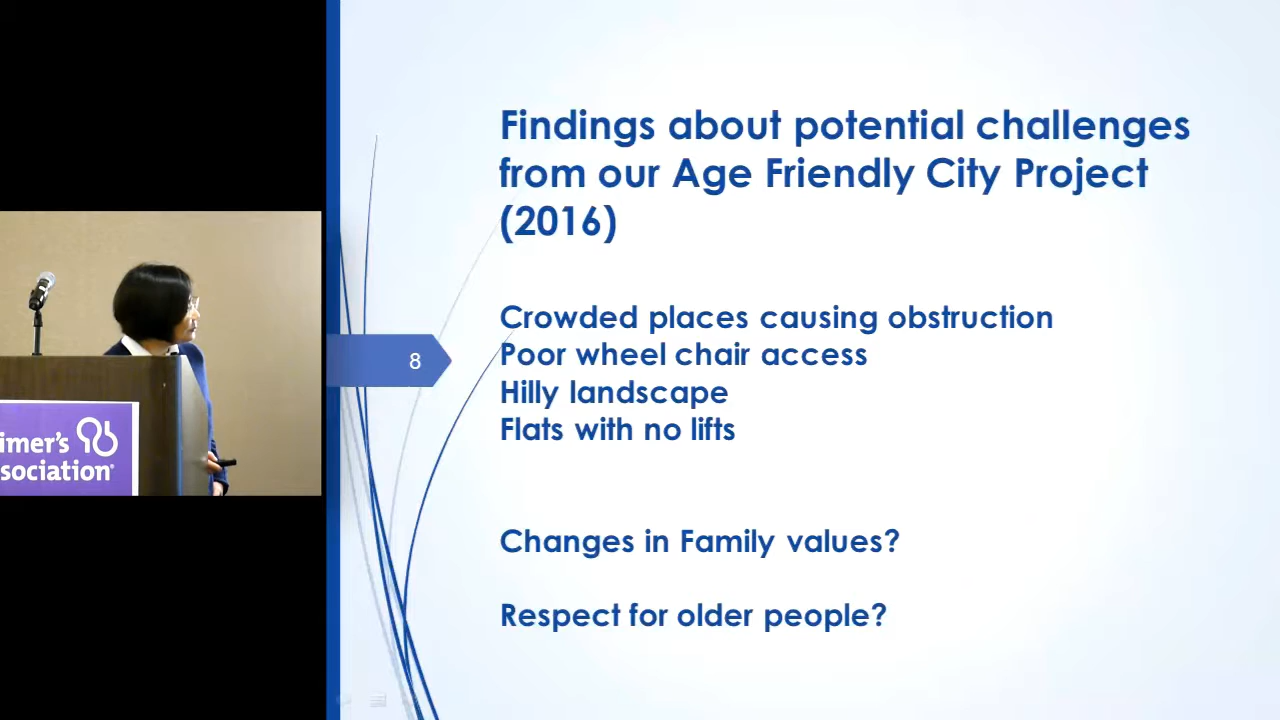 Findings about potential challenges
from our Age Friendly City Project
(2016)
Crowded places causing obstruction
Poor wheel chair access
Hilly landscape
Flats with no lifts
Changes in Family values?
Respect for older people?
8
imer's
sociation